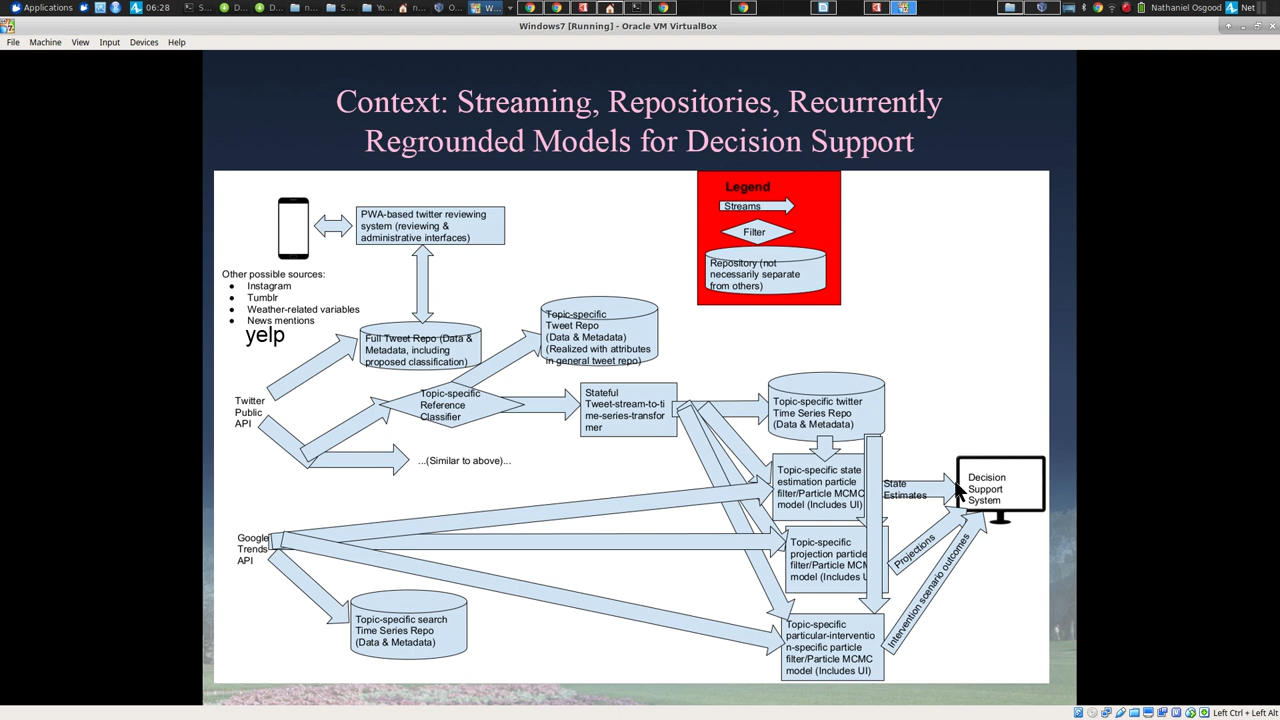 Applications
06:28
Nathaniel Osgood
Net
Windows7 [Running] - Oracle VM VirtualBox
File Machine View Input Devices Help
Context: Streaming, Repositories, Recurrently
Regrounded Models for Decision Support
Legend
Streams
Filter
Repository (not
necessarily separate
from others)
PWA-based twitter reviewing
system (reviewing &
administrative interfaces)
Other possible sources:
● Instagram
● Tumblr
● Weather-related variables
● News mentions
yelp
Full Tweet Repo (Data &
Metadata, including
proposed classification)
Topic-specific
Tweet Repo
(Data & Metadata)
(Realized with attributes
in general tweet repo)
Twitter
Public
API
Topic-specific
Reference
Classifier
Stateful
Tweet-stream-to-ti
me-series-transfor
mer
Topic-specific twitter
Time Series Repo
(Data & Metadata)
...(Similar to above)...
Topic-specific state
estimation particle
filter/Particle MCMC
model (Includes UI)
State
Estimates
Decision
Support
System
Google
Trends
API
Topic-specific
projection particle
filter/Particle MCM
model (Includes U
Projections
Intervention scenario outcomes
Topic-specific search
Time Series Repo
(Data & Metadata)
Topic-specific
particular-interventio
n-specific particle
filter/Particle MCMC
model (Includes UI)
Left Ctrl + Left Alt